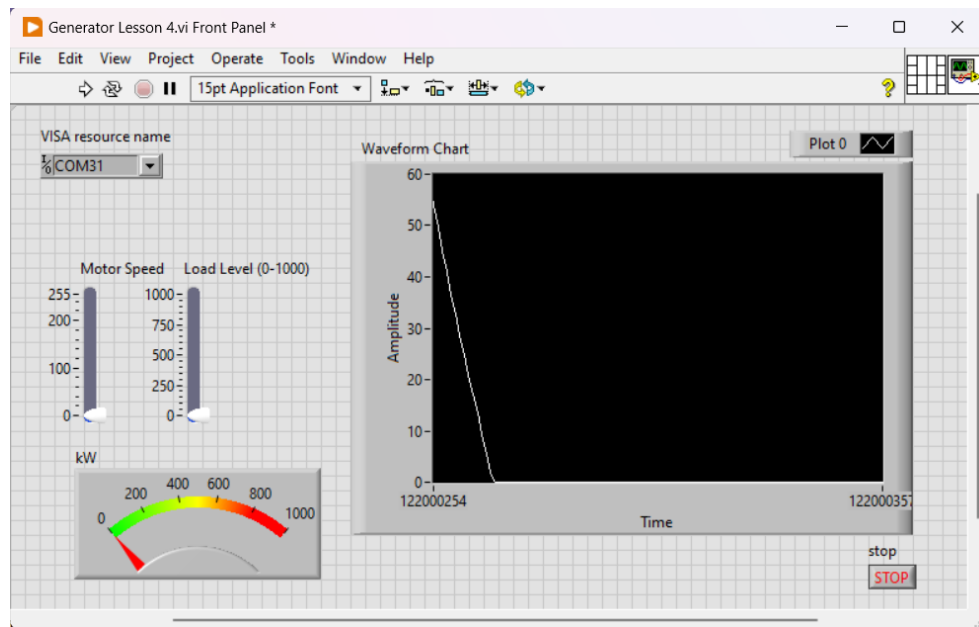 Generator Lesson 4.vi Front Panel *
File Edit View Project Operate Tools Window Help
15pt Application Font
?
VISA resource name
I/O COM31
Waveform Chart
Plot 0
60
50
40
30
20
10
0
Amplitude
122000254
122000357
Time
Motor Speed
255
200
100
0
Load Level (0-1000)
1000
750
500
250
0
kW
0 200 400 600 800 1000
stop
STOP